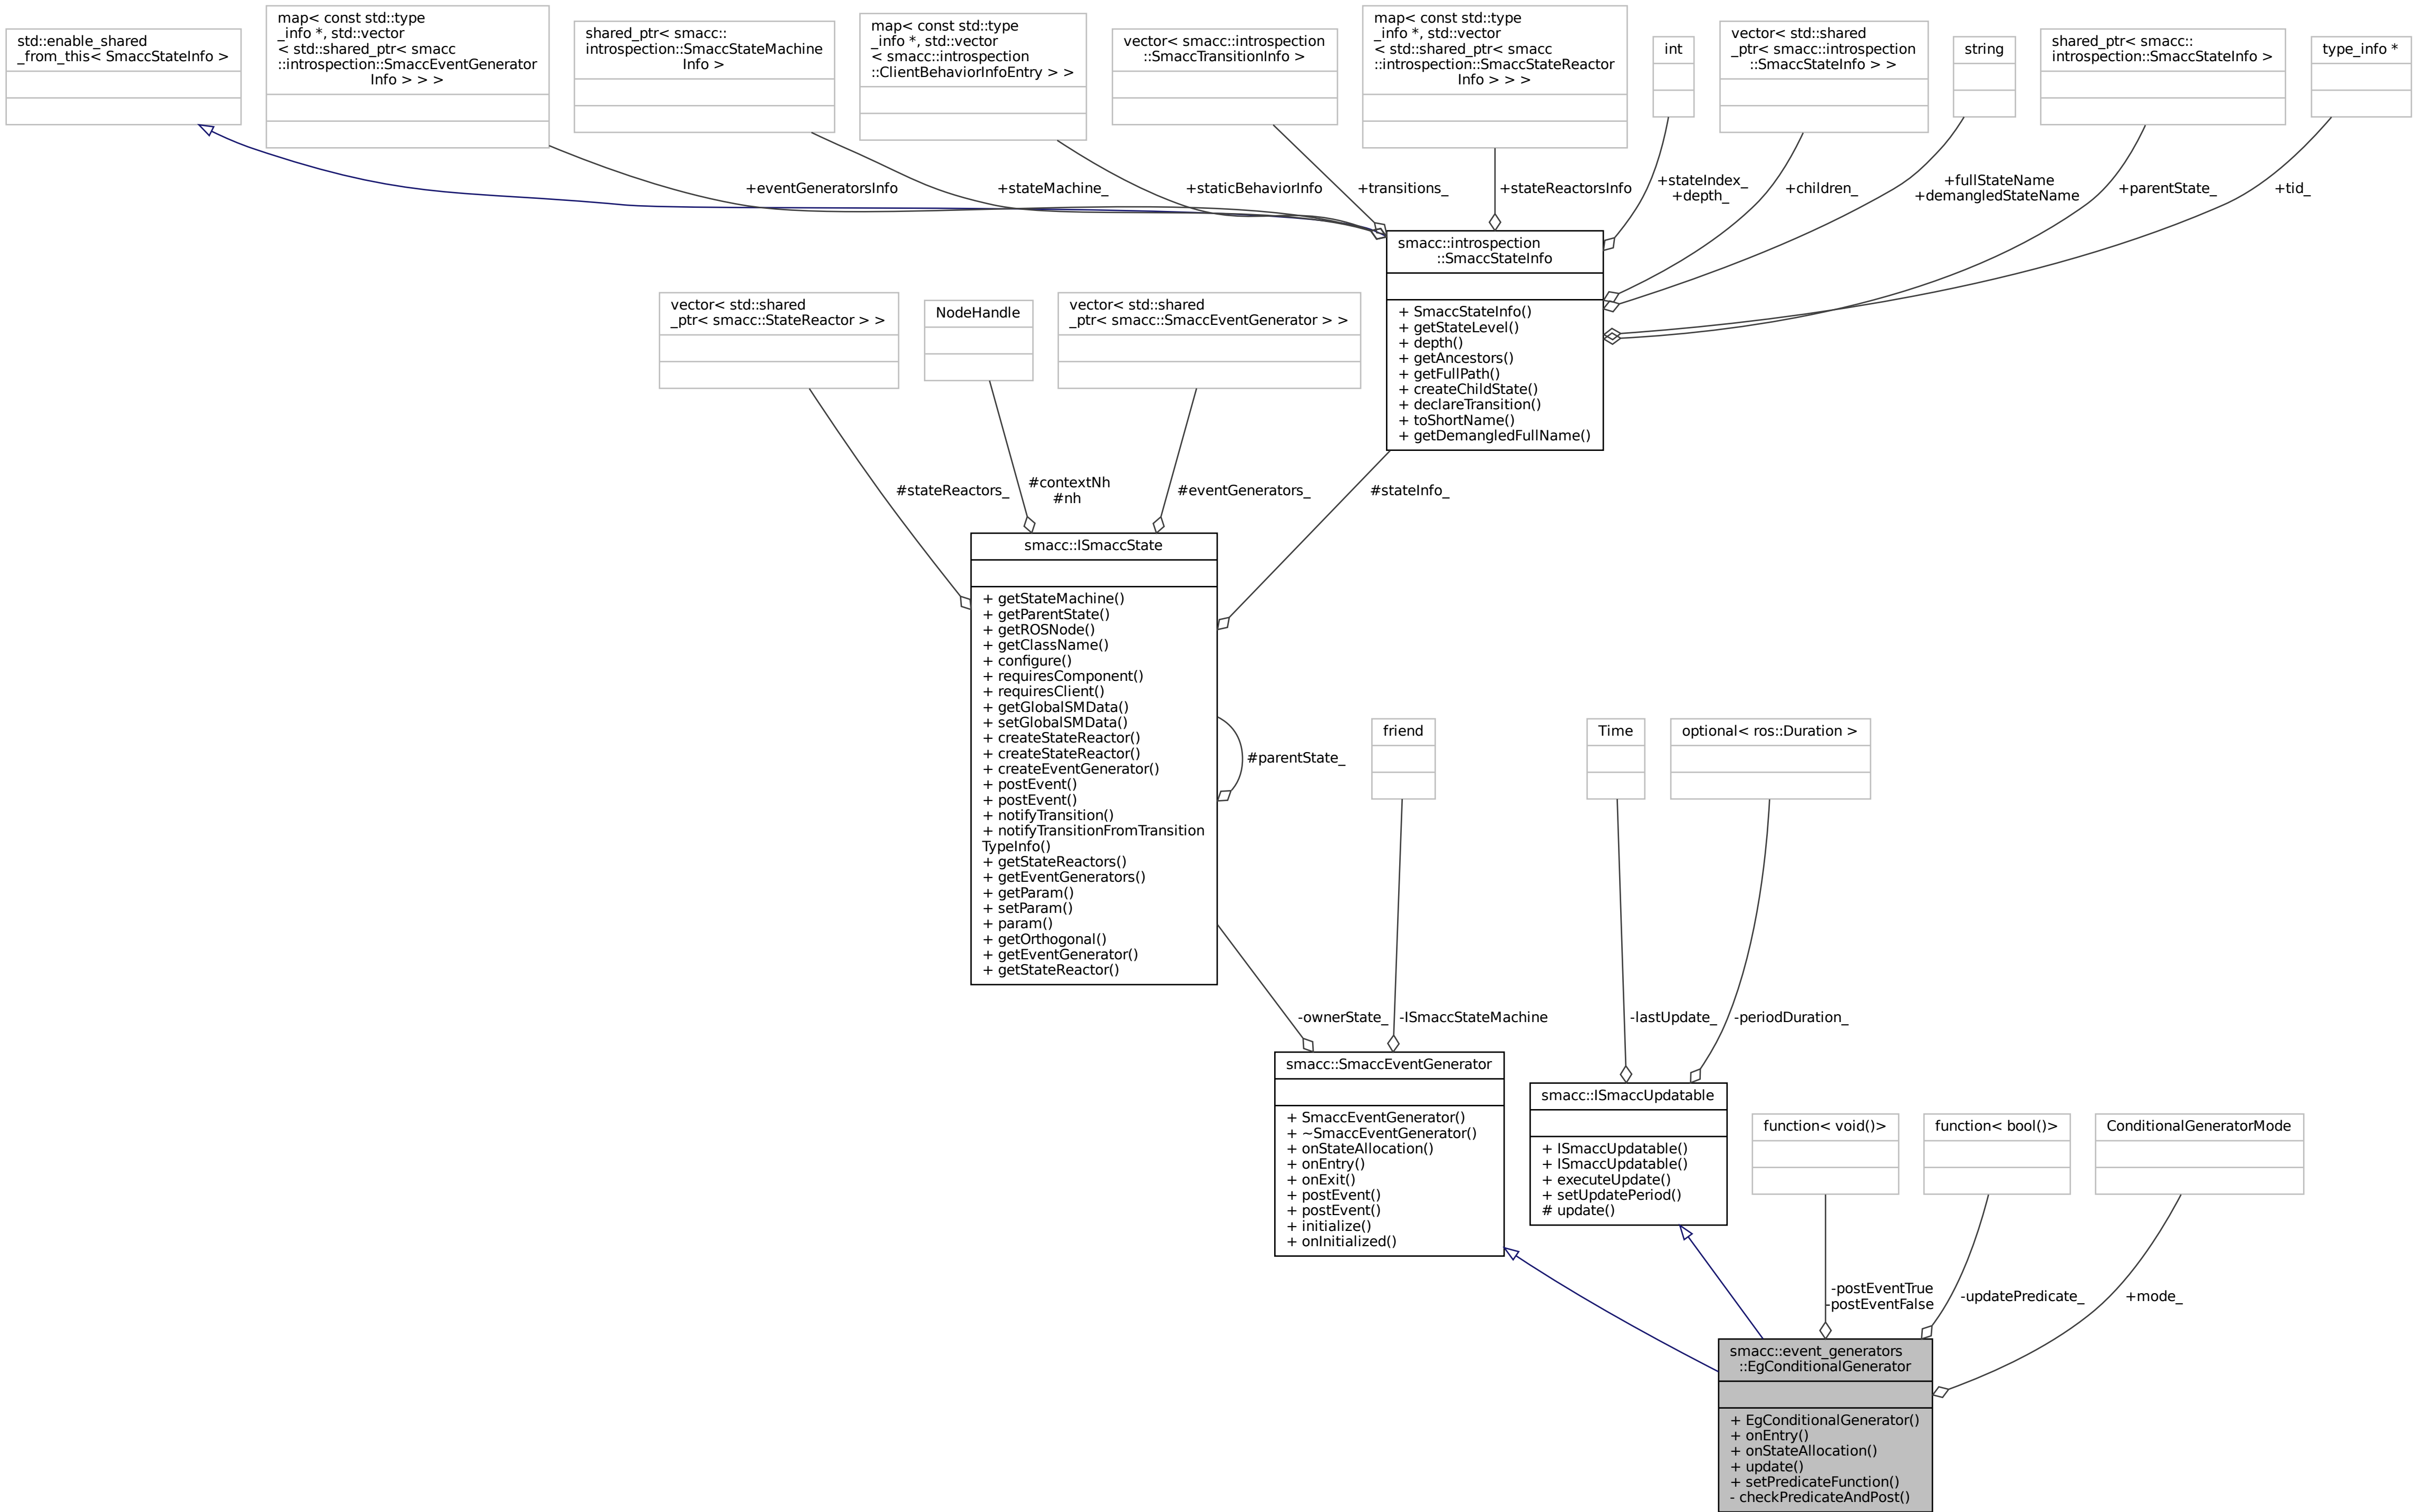 std::enable_shared
_from_this< SmaccStateInfo >
map< const std::type
_info *, std::vector
< std::shared_ptr< smacc
::introspection::SmaccEventGenerator
Info > > >
shared_ptr< smacc::
introspection::SmaccStateMachine
Info >
map< const std::type
_info *, std::vector
< smacc::introspection
::ClientBehaviorInfoEntry > >
vector< smacc::introspection
::SmaccTransitionInfo >
map< const std::type
_info *, std::vector
< std::shared_ptr< smacc
::introspection::SmaccStateReactor
Info > > >
int
vector< std::shared
_ptr< smacc::introspection
::SmaccStateInfo > >
string
shared_ptr< smacc::
introspection::SmaccStateInfo >
type_info *
+eventGeneratorsInfo
+stateMachine_
+staticBehaviorInfo
+transitions_
+stateReactorsInfo
+stateIndex_
+depth_
+children_
+fullStateName
+demangledStateName
+parentState_
+tid_
smacc::introspection
::SmaccStateInfo
+ SmaccStateInfo()
+ getStateLevel()
+ depth()
+ getAncestors()
+ getFullPath()
+ createChildState()
+ declareTransition()
+ toShortName()
+ getDemangledFullName()
vector< std::shared
_ptr< smacc::StateReactor > >
NodeHandle
vector< std::shared
_ptr< smacc::SmaccEventGenerator > >
#stateReactors_
#contextNh
#nh
#eventGenerators_
#stateInfo_
smacc::ISmaccState
+ getStateMachine()
+ getParentState()
+ getROSNode()
+ getClassName()
+ configure()
+ requiresComponent()
+ requiresClient()
+ getGlobalSMData()
+ setGlobalSMData()
+ createStateReactor()
+ createStateReactor()
+ createEventGenerator()
+ postEvent()
+ postEvent()
+ notifyTransition()
+ notifyTransitionFromTransition
TypeInfo()
+ getStateReactors()
+ getEventGenerators()
+ getParam()
+ setParam()
+ param()
+ getOrthogonal()
+ getEventGenerator()
+ getStateReactor()
#parentState_
friend
Time
optional< ros::Duration >
-ownerState_
-ISmaccStateMachine
-lastUpdate_
-periodDuration_
smacc::SmaccEventGenerator
+ SmaccEventGenerator()
+ ~SmaccEventGenerator()
+ onStateAllocation()
+ onEntry()
+ onExit()
+ postEvent()
+ postEvent()
+ initialize()
+ onInitialized()
smacc::ISmaccUpdatable
+ ISmaccUpdatable()
+ ISmaccUpdatable()
+ executeUpdate()
+ setUpdatePeriod()
# update()
function< void()>
function< bool()>
ConditionalGeneratorMode
-postEventTrue
-postEventFalse
-updatePredicate_
+mode_
smacc::event_generators
::EgConditionalGenerator
+ EgConditionalGenerator()
+ onEntry()
+ onStateAllocation()
+ update()
+ setPredicateFunction()
- checkPredicateAndPost()